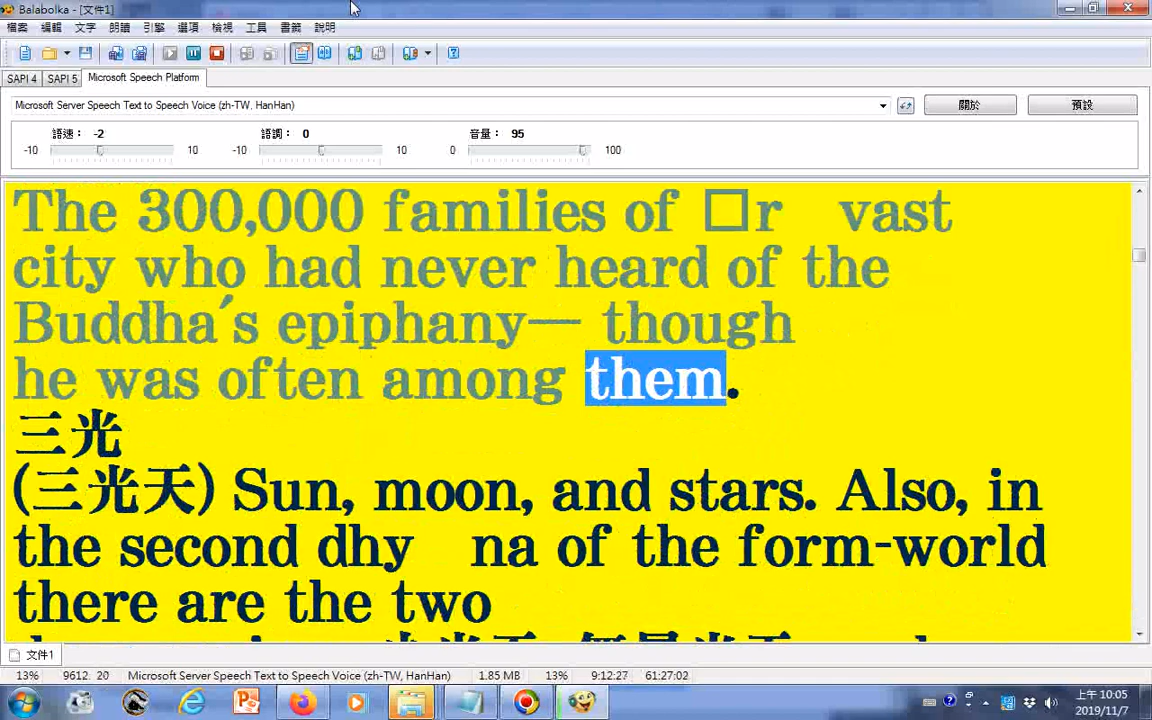 Balabolka - [文件1]
檔案 編輯 文字 朗讀 引擎 選項 檢視 工具 書籤 說明
SAPI 4 SAPI 5 Microsoft Speech Platform
Microsoft Server Speech Text to Speech Voice (zh-TW, HanHan) 關於 預設
語速： -2 語調： 0 音量： 95
-10 10 -10 10 0 100
The 300,000 families of □r vast
city who had never heard of the
Buddha's epiphany— though
he was often among them.
三光
(三光天) Sun, moon, and stars. Also, in
the second dhy na of the form-world
there are the two
文件1
13% 9612. 20 Microsoft Server Speech Text to Speech Voice (zh-TW, HanHan) 1.85 MB 13% 9:12:27 61:27:02
上午 10:05
2019/11/7